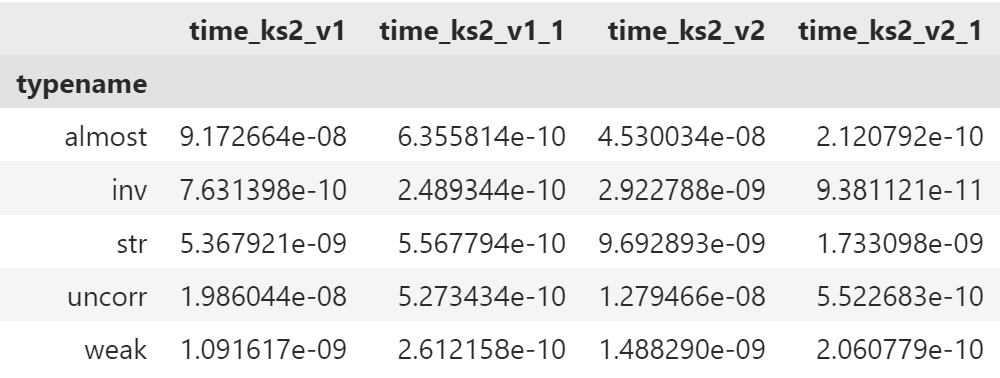 time_ks2_v1 time_ks2_v1_1 time_ks2_v2 time_ks2_v2_1
typename
almost 9.172664e-08 6.355814e-10 4.530034e-08 2.120792e-10
inv 7.631398e-10 2.489344e-10 2.922788e-09 9.381121e-11
str 5.367921e-09 5.567794e-10 9.692893e-09 1.733098e-09
uncorr 1.986044e-08 5.273434e-10 1.279466e-08 5.522683e-10
weak 1.091617e-09 2.612158e-10 1.488290e-09 2.060779e-10